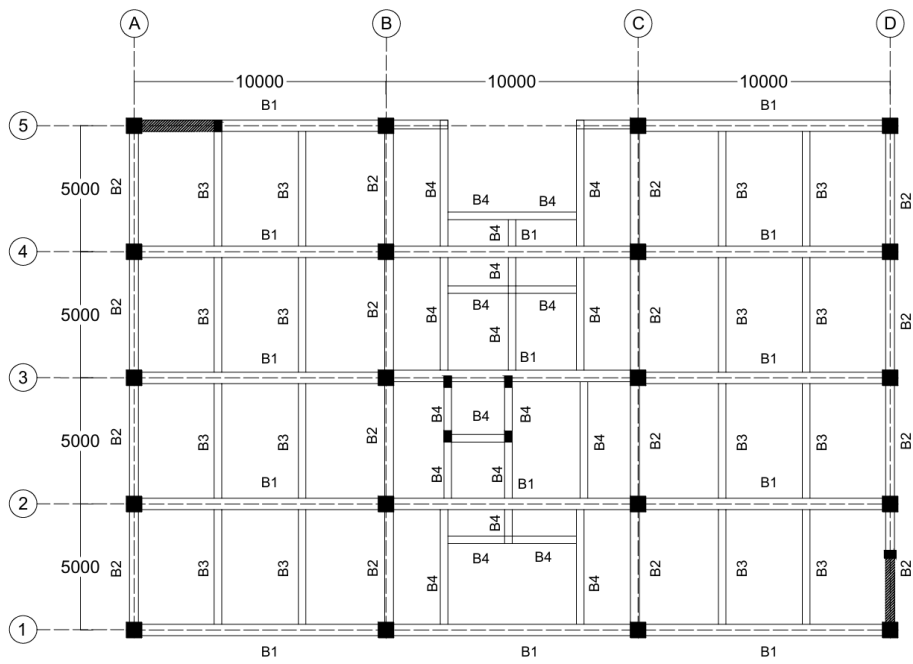 A B C D
10000 10000 10000
B1 B1
5
5000 B2 B3 B3 B2 B4 B4 B2 B3 B3 B2
B4 B4
B1 B4 B1 B1
4
5000 B2 B3 B3 B2 B4 B4 B4 B2 B3 B3 B2
B4 B4
B4
B1 B1 B1
3
B4 B4 B4
5000 B2 B3 B3 B2 B4 B2 B3 B3 B2
B4 B4
B1 B1 B1
2
B4
B4 B4
5000 B2 B3 B3 B2 B4 B4 B2 B3 B3 B2
1
B1 B1 B1